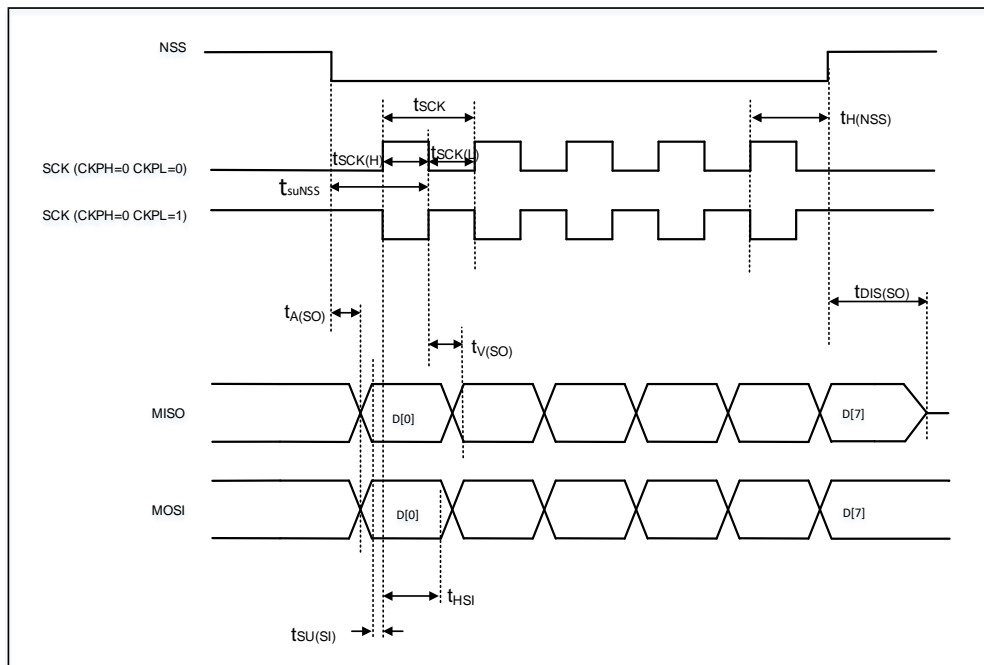 NSS
tSCK
tH(NSS)
tSCK(H)
tSCK(L)
SCK (CKPH=0 CKPL=0)
tsuNSS
SCK (CKPH=0 CKPL=1)
tDIS(SO)
tA(SO)
tV(SO)
MISO
D[0]
D[7]
MOSI
D[0]
D[7]
tHSI
tSU(SI)